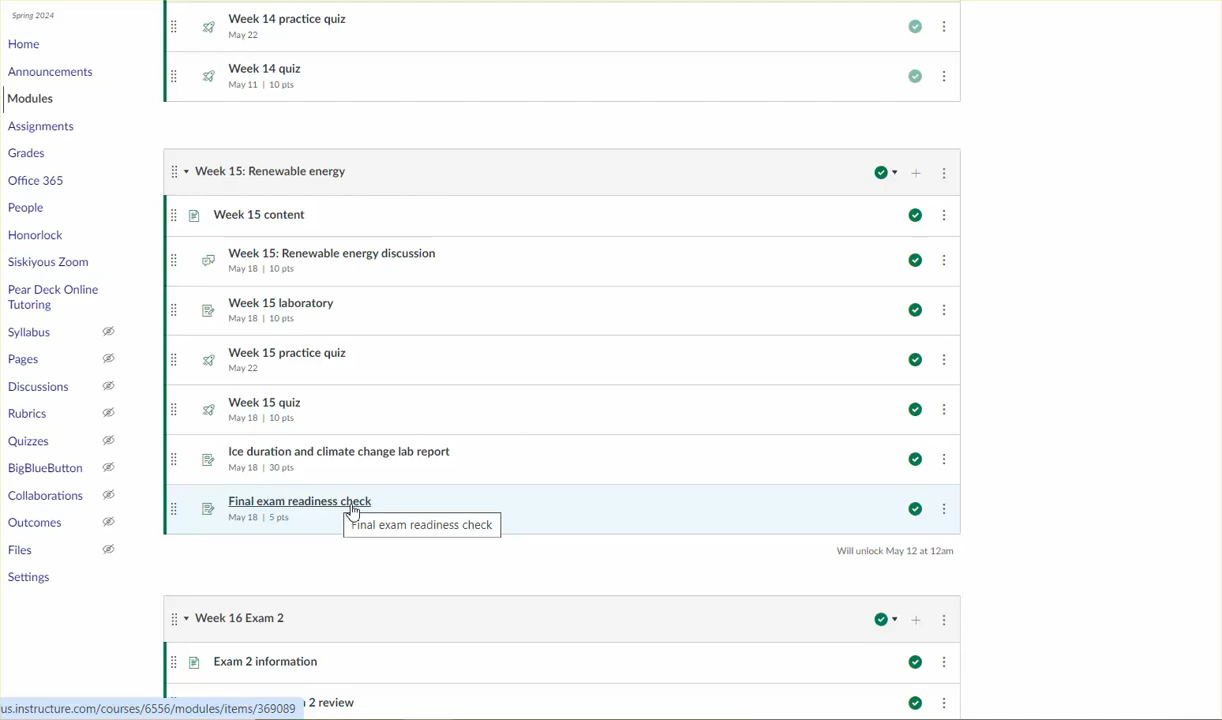 Spring 2024
Home
Announcements
Modules
Assignments
Grades
Office 365
People
Honorlock
Siskiyous Zoom
Pear Deck Online
Tutoring
Syllabus
Pages
Discussions
Rubrics
Quizzes
BigBlueButton
Collaborations
Outcomes
Files
Settings
Week 14 practice quiz
May 22
Week 14 quiz
May 11 | 10 pts
Week 15: Renewable energy
Week 15 content
Week 15: Renewable energy discussion
May 18 | 10 pts
Week 15 laboratory
May 18 | 10 pts
Week 15 practice quiz
May 22
Week 15 quiz
May 18 | 10 pts
Ice duration and climate change lab report
May 18 | 30 pts
Final exam readiness check
May 18 | 5 pts
Final exam readiness check
Will unlock May 12 at 12am
Week 16 Exam 2
Exam 2 information
2 review
us.instructure.com/courses/6556/modules/items/369089